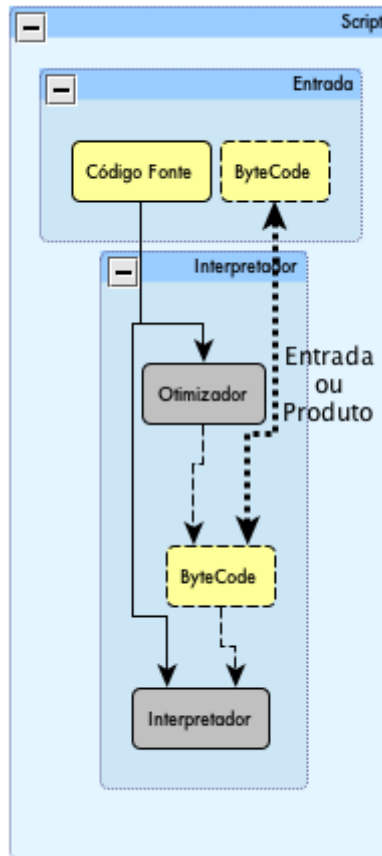 Script
Entrada
Código Fonte
ByteCode
Interpretador
Entrada
ou
Produto
Otimizador
ByteCode
Interpretador